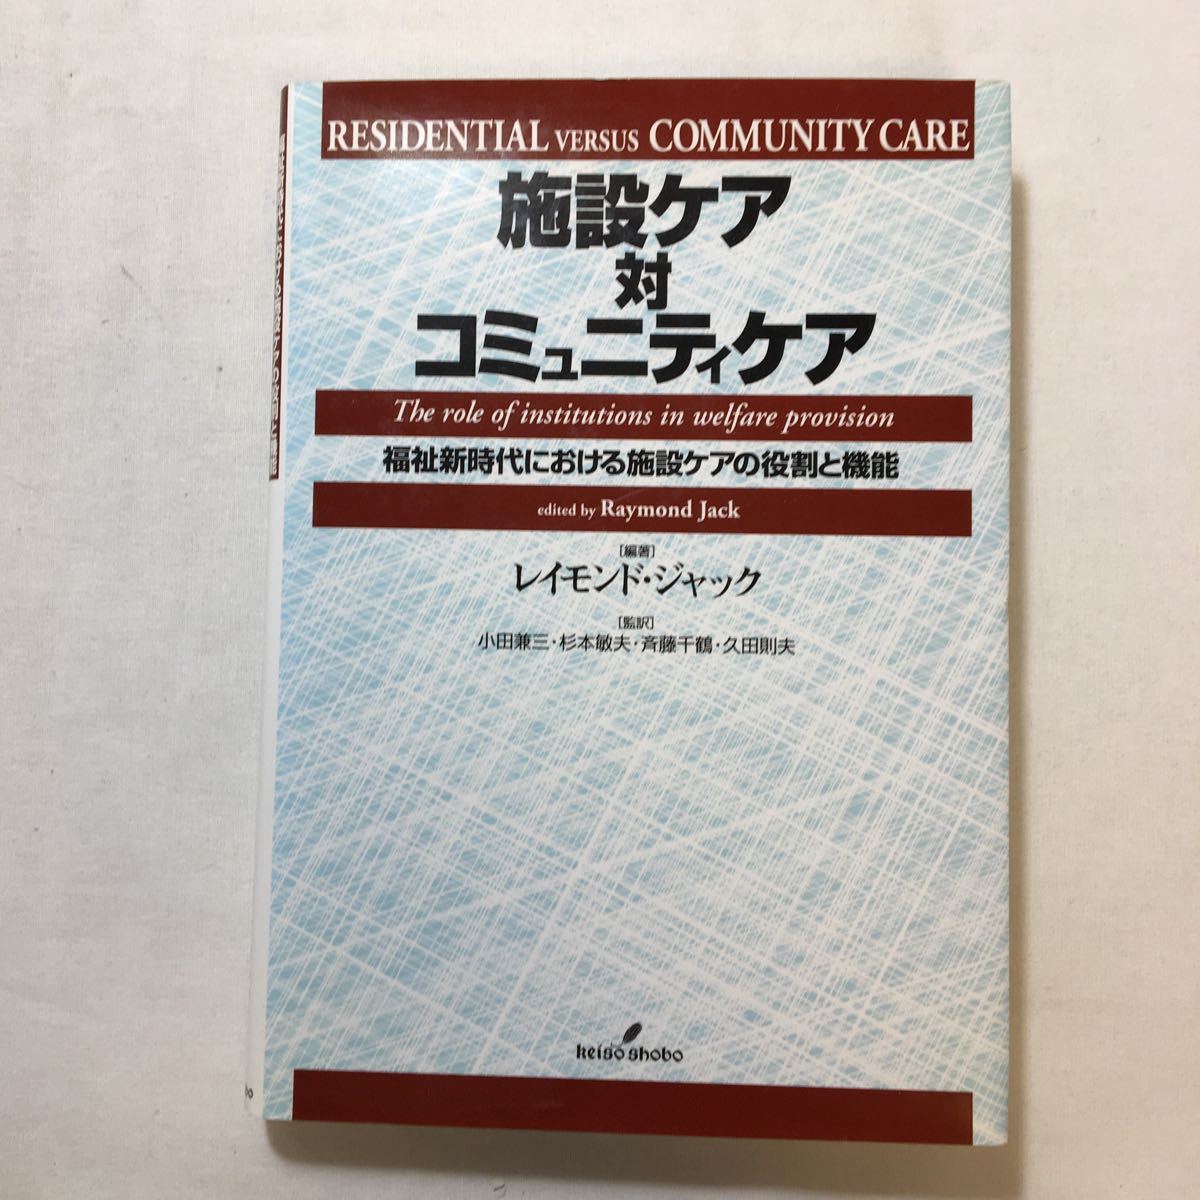 RESIDENTIAL VERSUS COMMUNITY CARE
施設ケア
対
コミュニティケア
The role of institutions in welfare provision
福祉新時代における施設ケアの役割と機能
edited by Raymond Jack
[編著]
レイモンド・ジャック
[監訳]
小田兼三・杉本敏夫・斉藤千鶴・久田則夫
keiso shobo